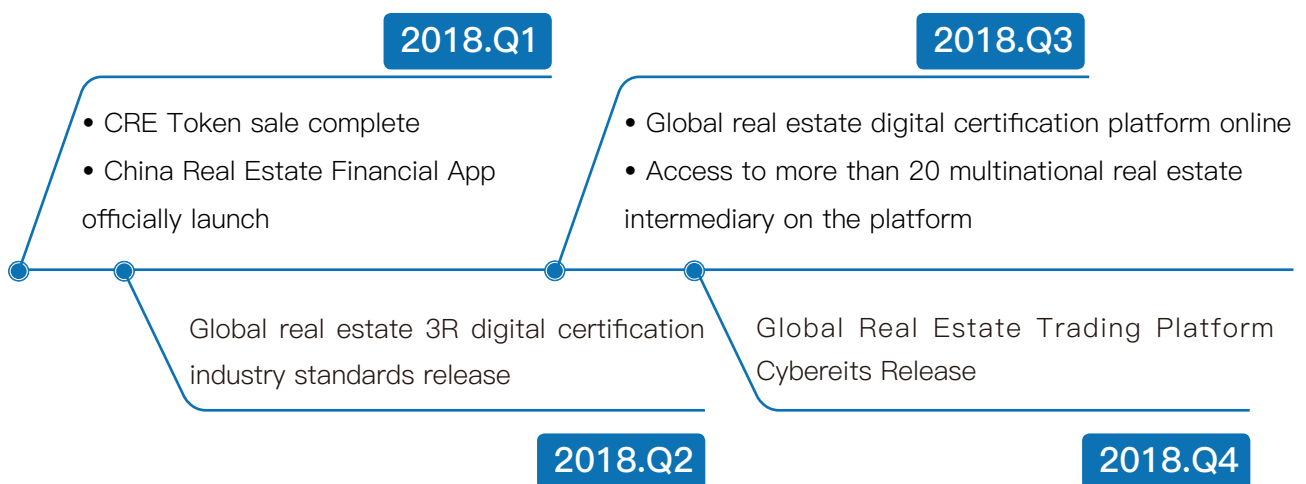 2018.Q1
• CRE Token sale complete
• China Real Estate Financial App
officially launch
2018.Q3
• Global real estate digital certification platform online
• Access to more than 20 multinational real estate
intermediary on the platform
Global real estate 3R digital certification
industry standards release
2018.Q2
Global Real Estate Trading Platform
Cybereits Release
2018.Q4